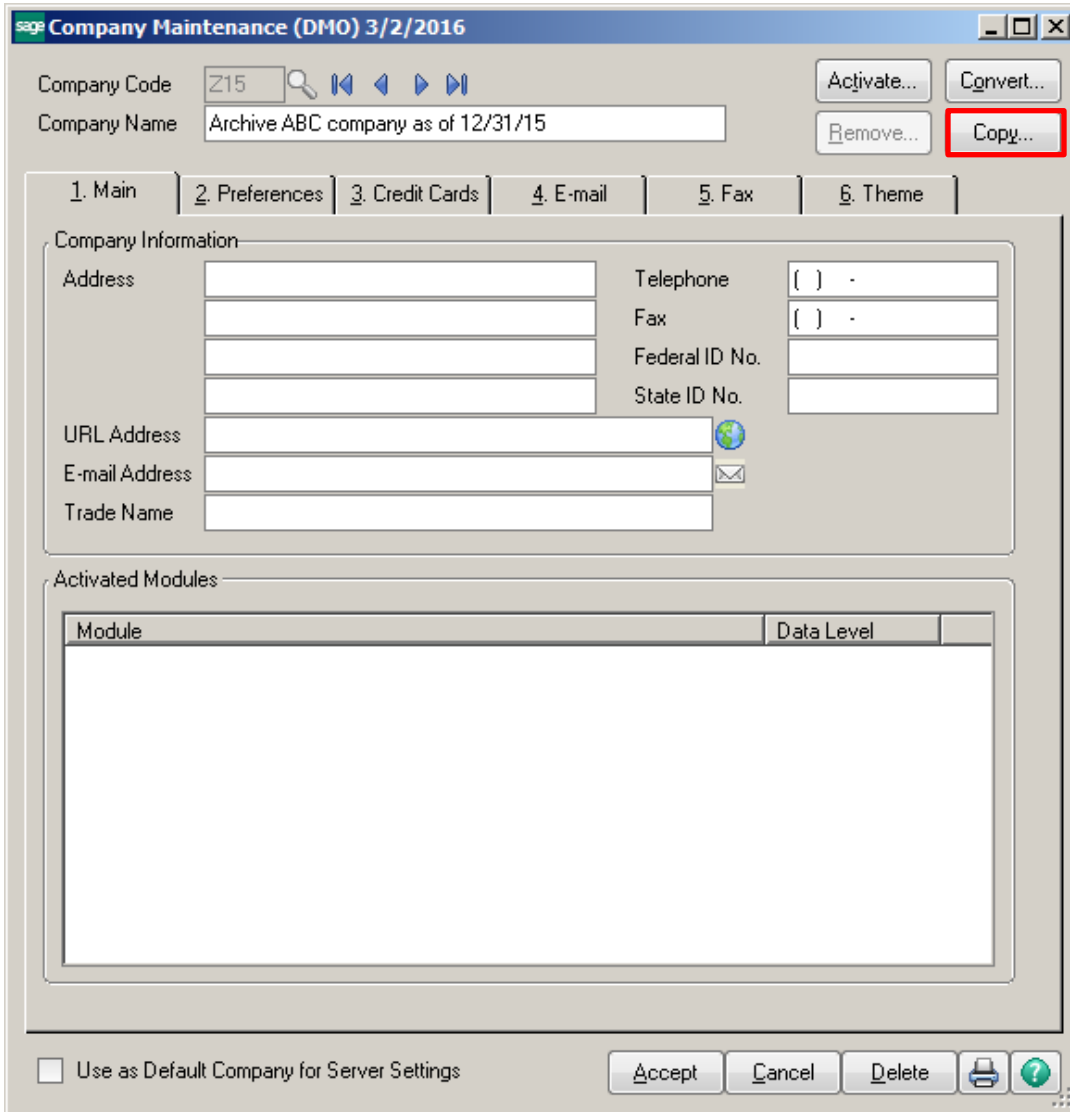 sage Company Maintenance (DMO) 3/2/2016
Company Code Z15 Activate... Convert...
Company Name Archive ABC company as of 12/31/15 Remove... Copy...
1. Main 2. Preferences 3. Credit Cards 4. E-mail 5. Fax 6. Theme
Company Information
Address Telephone ( ) -
Fax ( ) -
Federal ID No.
State ID No.
URL Address
E-mail Address
Trade Name
Activated Modules
Module Data Level
Use as Default Company for Server Settings Accept Cancel Delete ?